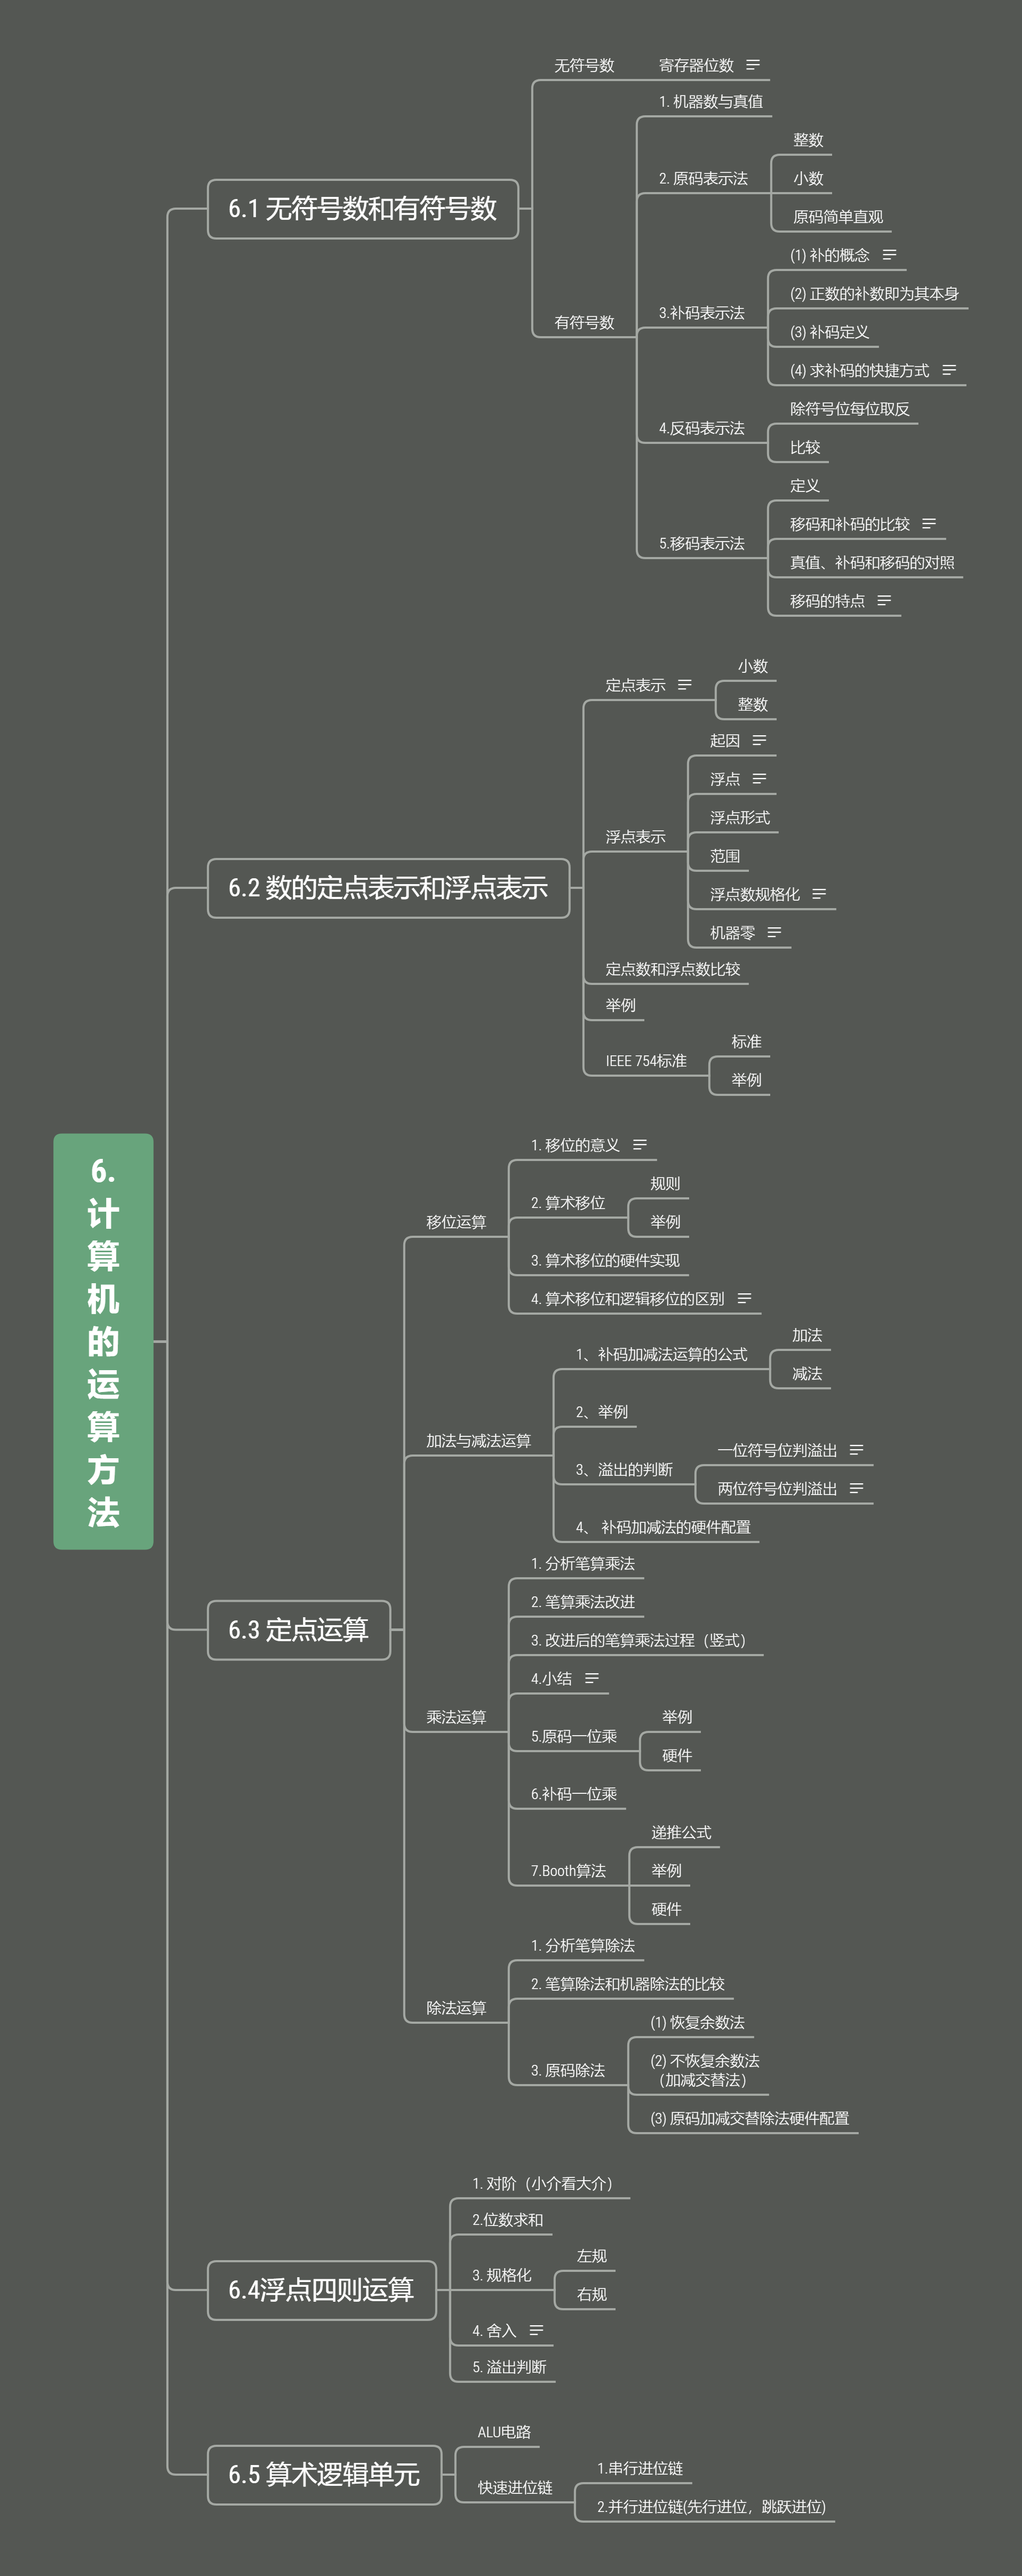 6.
计
算
机
的
运
算
方
法
6.1 无符号数和有符号数
无符号数
寄存器位数
有符号数
1. 机器数与真值
2. 原码表示法
整数
小数
原码简单直观
3.补码表示法
(1) 补的概念
(2) 正数的补数即为其本身
(3) 补码定义
(4) 求补码的快捷方式
4.反码表示法
除符号位每位取反
比较
5.移码表示法
定义
移码和补码的比较
真值、补码和移码的对照
移码的特点
6.2 数的定点表示和浮点表示
定点表示
小数
整数
浮点表示
起因
浮点
浮点形式
范围
浮点数规格化
机器零
定点数和浮点数比较
举例
IEEE 754标准
标准
举例
6.3 定点运算
移位运算
1. 移位的意义
2. 算术移位
规则
举例
3. 算术移位的硬件实现
4. 算术移位和逻辑移位的区别
加法与减法运算
1、补码加减法运算的公式
加法
减法
2、举例
3、溢出的判断
一位符号位判溢出
两位符号位判溢出
4、 补码加减法的硬件配置
乘法运算
1. 分析笔算乘法
2. 笔算乘法改进
3. 改进后的笔算乘法过程（竖式）
4.小结
5.原码一位乘
举例
硬件
6.补码一位乘
7.Booth算法
递推公式
举例
硬件
除法运算
1. 分析笔算除法
2. 笔算除法和机器除法的比较
3. 原码除法
(1) 恢复余数法
(2) 不恢复余数法
（加减交替法）
(3) 原码加减交替除法硬件配置
6.4浮点四则运算
1. 对阶（小介看大介）
2.位数求和
3. 规格化
左规
右规
4. 舍入
5. 溢出判断
6.5 算术逻辑单元
ALU电路
快速进位链
1.串行进位链
2.并行进位链(先行进位，跳跃进位)